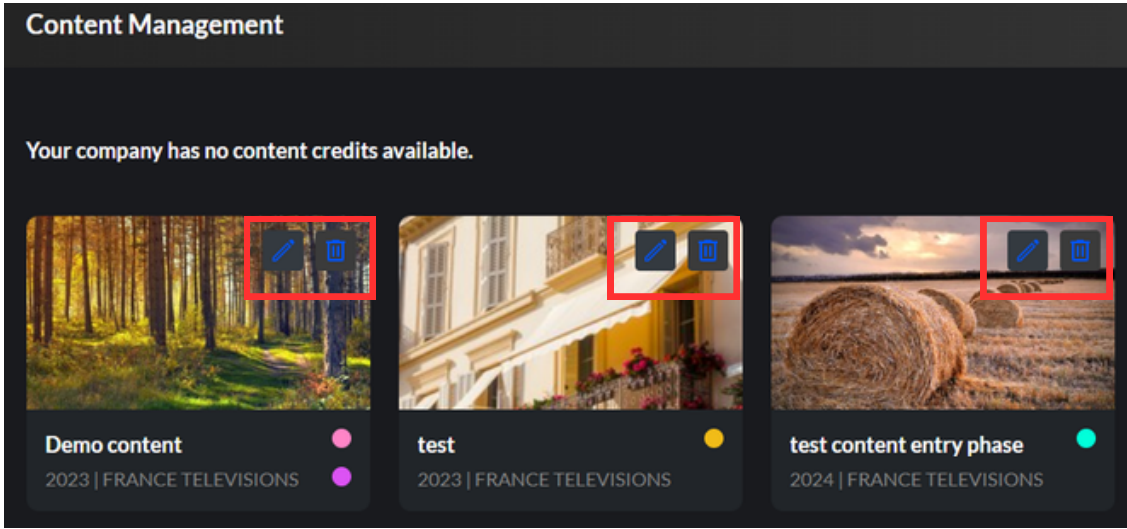 Content Management
Your company has no content credits available.
Demo content
2023 | FRANCE TELEVISIONS
test
2023 | FRANCE TELEVISIONS
test content entry phase
2024 | FRANCE TELEVISIONS